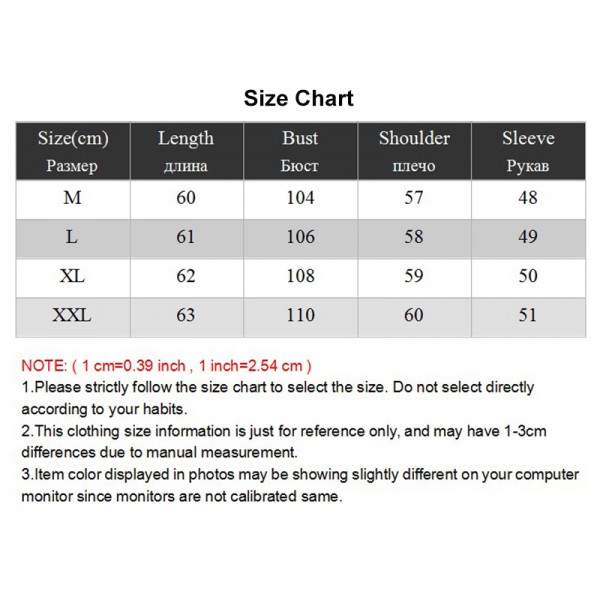 Size Chart
Size(cm) Length Bust Shoulder Sleeve
Размер длина Бюст плечо Рукав
M 60 104 57 48
L 61 106 58 49
XL 62 108 59 50
XXL 63 110 60 51
NOTE: ( 1 cm=0.39 inch , 1 inch=2.54 cm )
1.Please strictly follow the size chart to select the size. Do not select directly
according to your habits.
2.This clothing size information is just for reference only, and may have 1-3cm
differences due to manual measurement.
3.Item color displayed in photos may be showing slightly different on your computer
monitor since monitors are not calibrated same.